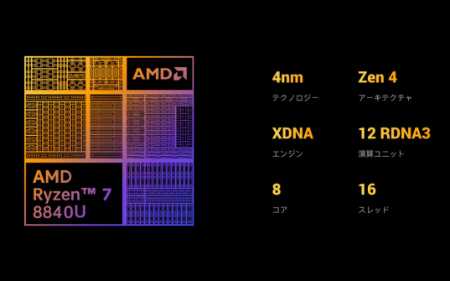 AMD
AMD
Ryzen™ 7
8840U
4nm
テクノロジー
Zen 4
アーキテクチャ
XDNA
エンジン
12 RDNA3
演算ユニット
8
コア
16
スレッド